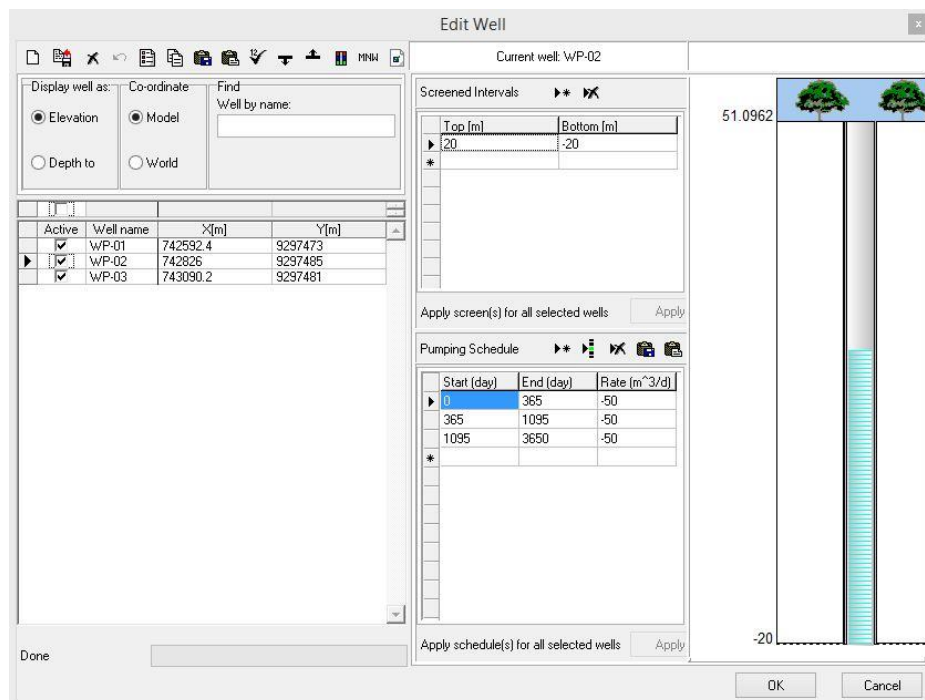 Edit Well
x
MNW
Current well: WP-02
Display well as:
Elevation
Depth to
Co-ordinate
Model
World
Find
Well by name:
Active Well name X[m] Y[m]
WP-01 742592.4 9297473
WP-02 742826 9297485
WP-03 743090.2 9297481
Done
Screened Intervals
Top [m] Bottom [m]
20 -20
Apply screen(s) for all selected wells Apply
Pumping Schedule
Start (day) End (day) Rate (m^3/d)
0 365 -50
365 1095 -50
1095 3650 -50
Apply schedule(s) for all selected wells Apply
51.0962
-20
OK Cancel